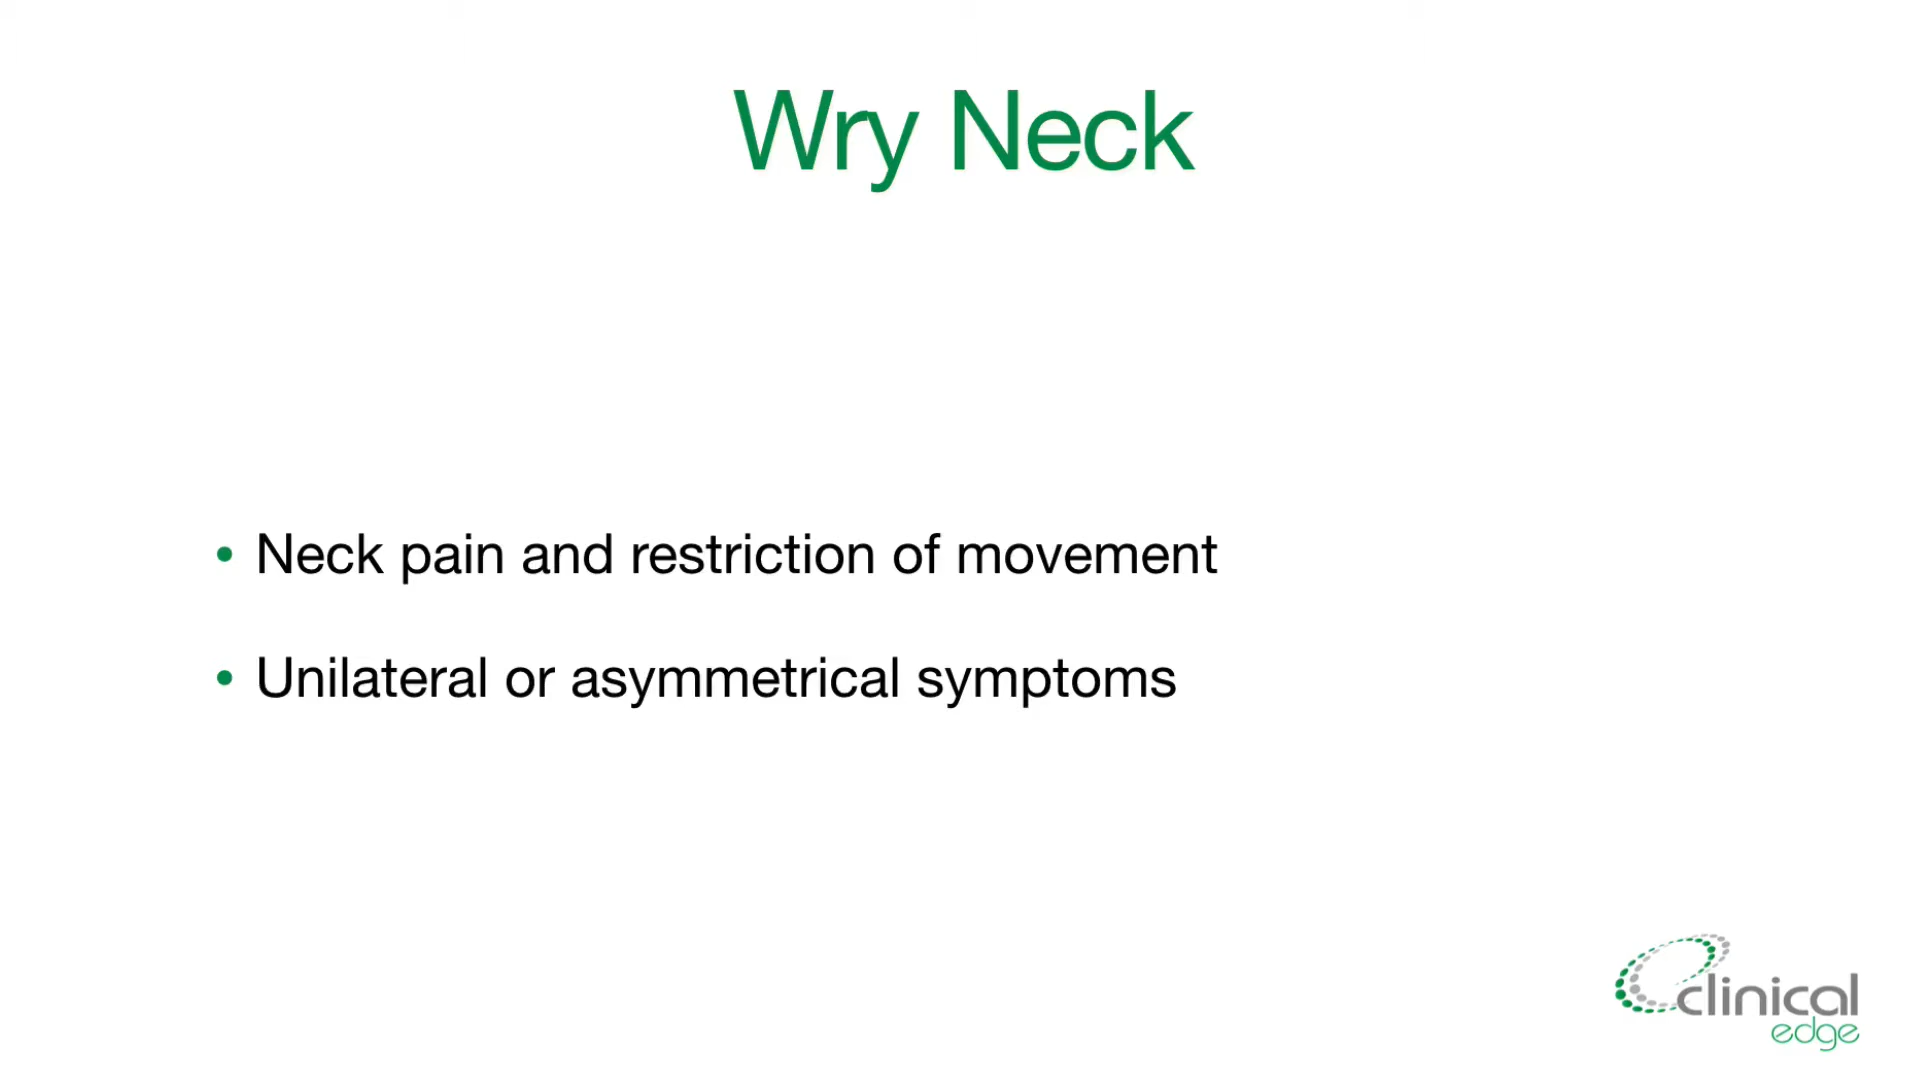 Wry Neck
• Neck pain and restriction of movement
• Unilateral or asymmetrical symptoms
clinical
edge